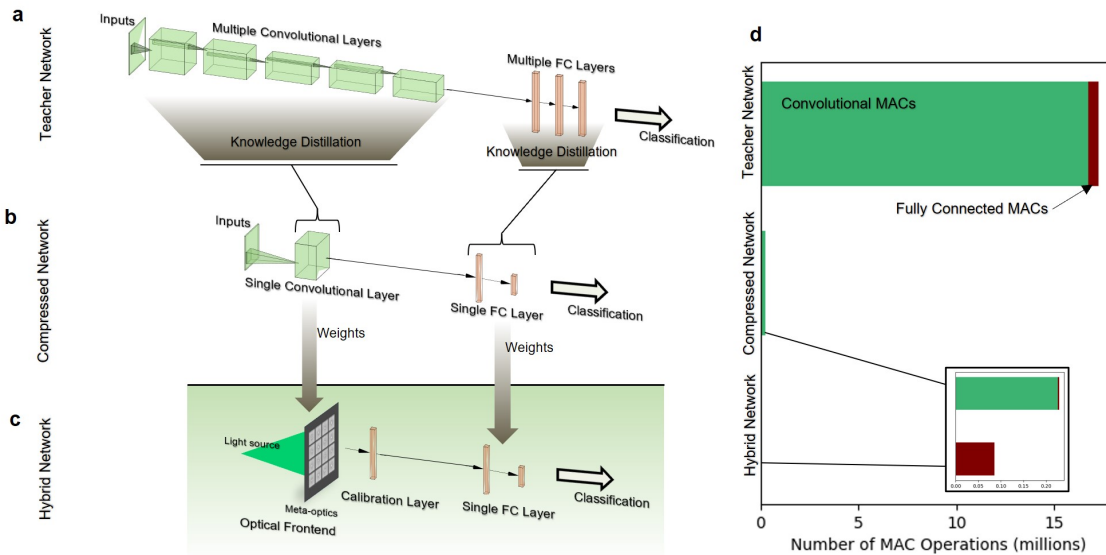 a
Teacher Network
Inputs
Multiple Convolutional Layers
Multiple FC Layers
Classification
Knowledge Distillation
Knowledge Distillation
b
Compressed Network
Inputs
Single Convolutional Layer
Single FC Layer
Classification
Weights
Weights
c
Hybrid Network
Light source
Meta-optics
Optical Frontend
Calibration Layer
Single FC Layer
Classification
d
Teacher Network
Convolutional MACs
Fully Connected MACs
Compressed Network
Hybrid Network
0.00 0.05 0.10 0.15 0.20
0 5 10 15
Number of MAC Operations (millions)